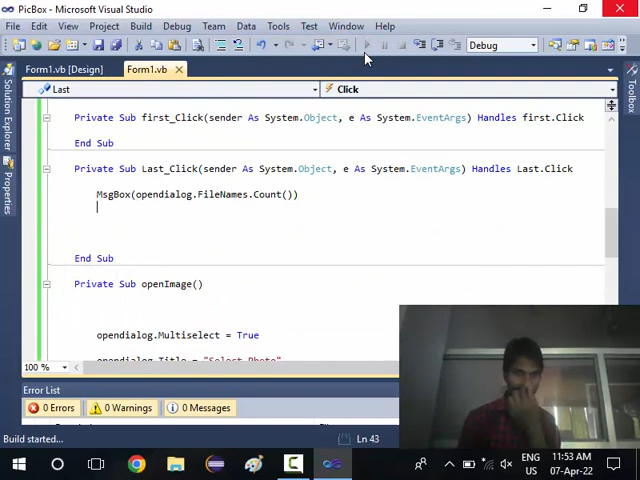 PicBox - Microsoft Visual Studio
File Edit View Project Build Debug Team Data Tools Test Window Help
Debug
Form1.vb [Design] Form1.vb
Last Click
Solution Explorer
Properties
Toolbox
Private Sub first_Click(sender As System.Object, e As System.EventArgs) Handles first.Click
End Sub
Private Sub Last_Click(sender As System.Object, e As System.EventArgs) Handles Last.Click
MsgBox(opendialog.FileNames.Count())
End Sub
Private Sub openImage()
opendialog.Multiselect = True
opendialog.Title = "Select Photo"
100 %
Error List
0 Errors 0 Warnings 0 Messages
Build started... Ln 43
ENG 11:53 AM
US 07-Apr-22